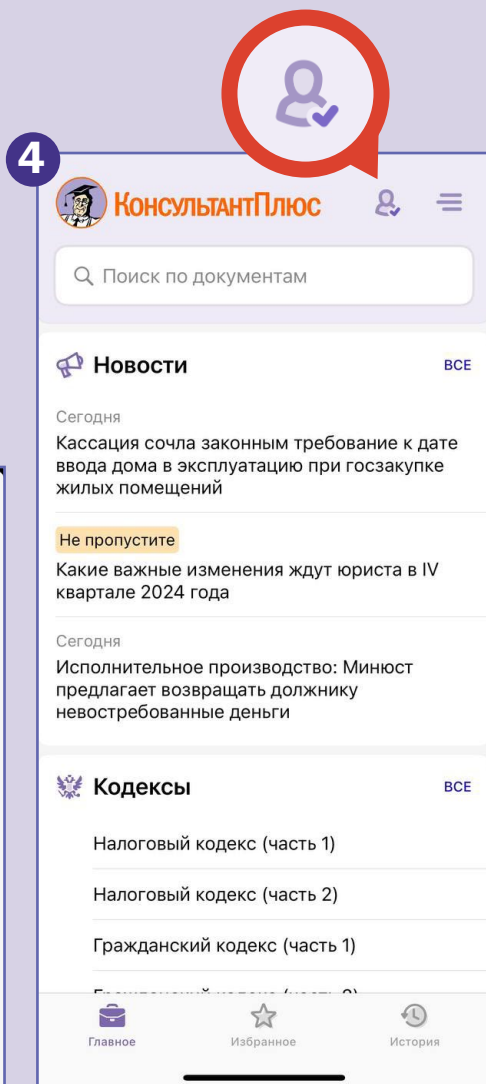 4
КонсультантПлюс
Поиск по документам
Новости
ВСЕ
Сегодня
Кассация сочла законным требование к дате
ввода дома в эксплуатацию при госзакупке
жилых помещений
Не пропустите
Какие важные изменения ждут юриста в IV
квартале 2024 года
Сегодня
Исполнительное производство: Минюст
предлагает возвращать должнику
невостребованные деньги
Кодексы
ВСЕ
Налоговый кодекс (часть 1)
Налоговый кодекс (часть 2)
Гражданский кодекс (часть 1)
Главное
Избранное
История